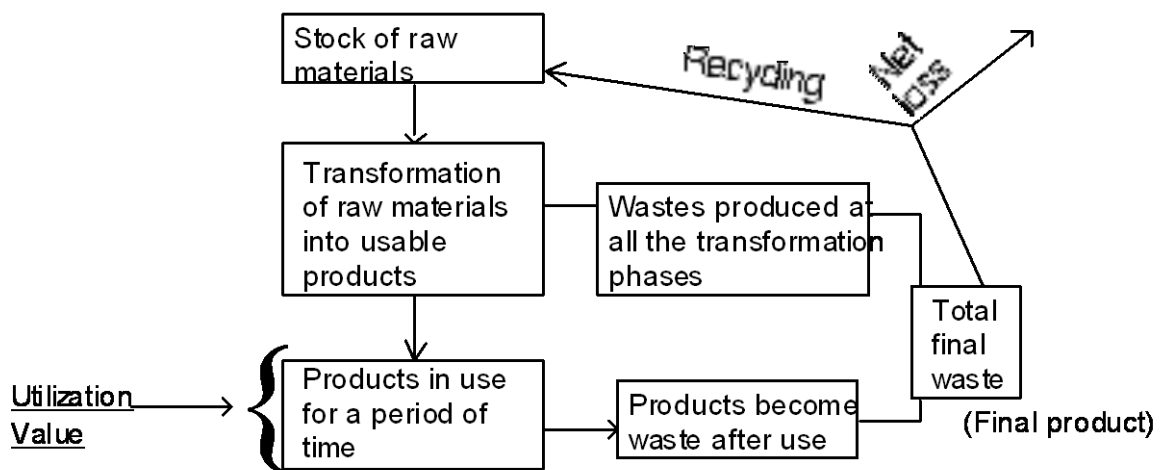 Stock of raw
materials
Recyding
Net
loss
Transformation
of raw materials
into usable
products
Wastes produced at
all the transformation
phases
Total
final
waste
(Final product)
Utilization
Value
Products in use
for a period of
time
Products become
waste after use